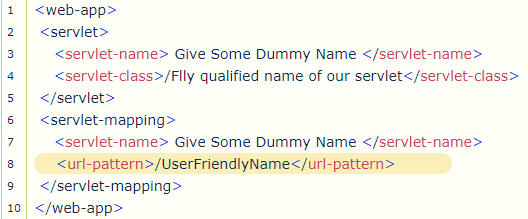 1 <web-app>
2 <servlet>
3 <servlet-name> Give Some Dummy Name </servlet-name>
4 <servlet-class>/Flly qualified name of our servlet</servlet-class>
5 </servlet>
6 <servlet-mapping>
7 <servlet-name> Give Some Dummy Name </servlet-name>
8 <url-pattern>/UserFriendlyName</url-pattern>
9 </servlet-mapping>
10 </web-app>